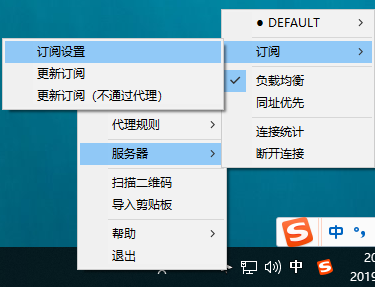 ● DEFAULT
订阅
负载均衡
同址优先
连接统计
断开连接
订阅设置
更新订阅
更新订阅（不通过代理）
代理规则
服务器
扫描二维码
导入剪贴板
帮助
退出
S 中 °,
中 S
20
2019